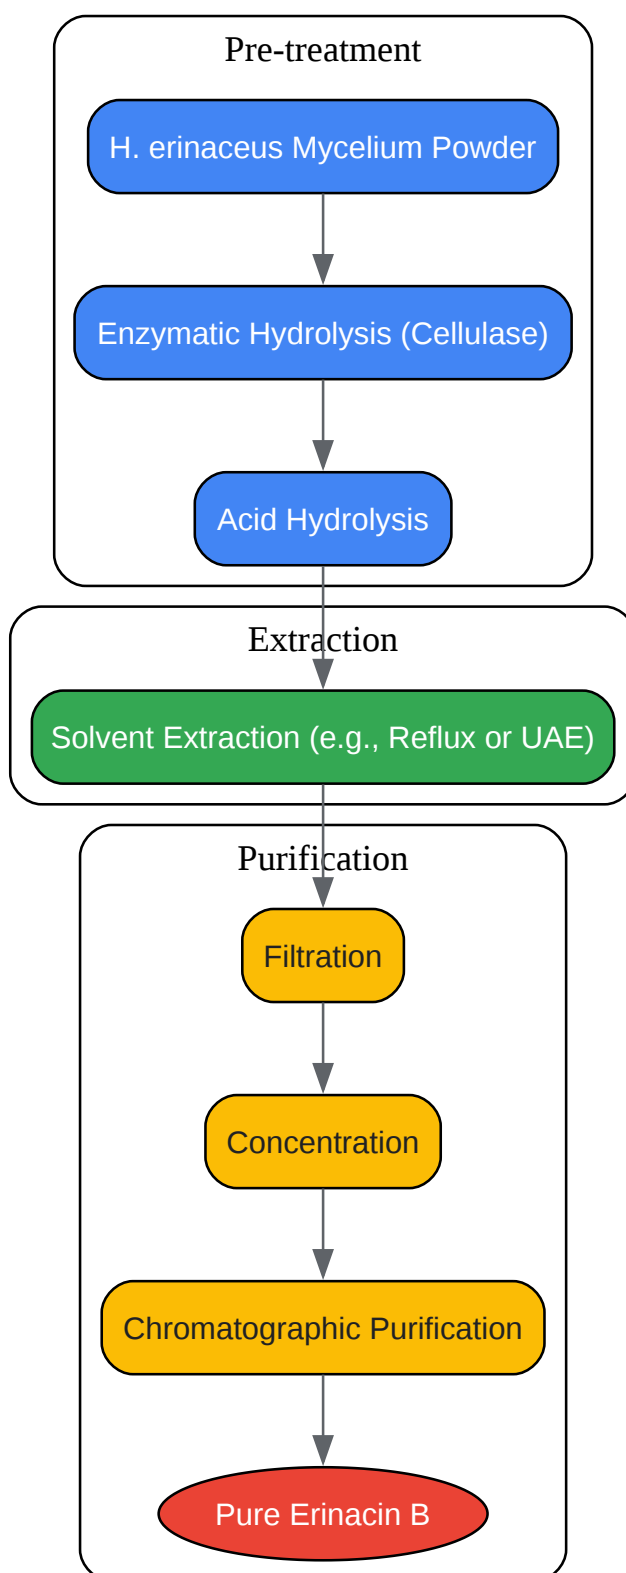 Pre-treatment
H. erinaceus Mycelium Powder
Enzymatic Hydrolysis (Cellulase)
Acid Hydrolysis
Extraction
Solvent Extraction (e.g., Reflux or UAE)
Purification
Filtration
Concentration
Chromatographic Purification
Pure Erinacin B